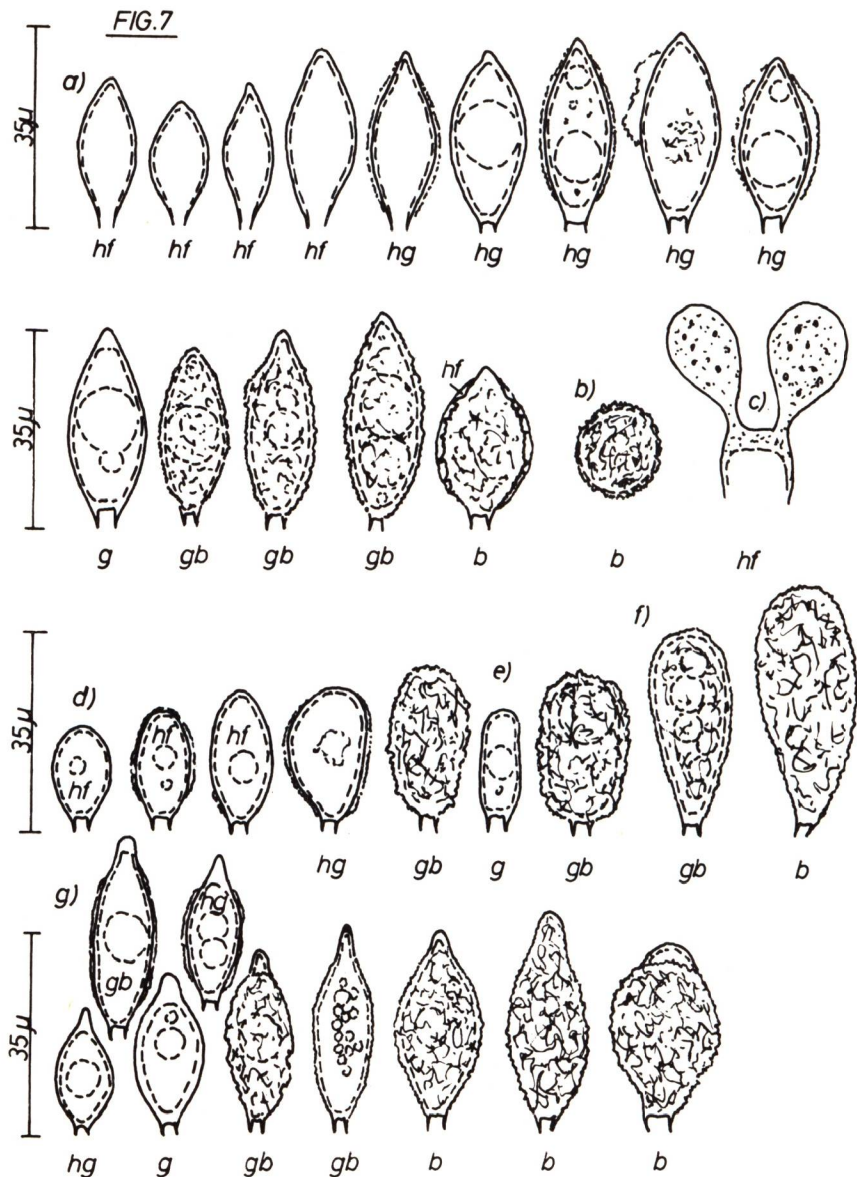 FIG.7
a)
35µ
hf hf hf hf hg hg hg hg hg
hf
b)
c)
35µ
g gb gb gb b b hf
f)
d)
e)
35µ
hf hf hf
hg gb g gb gb b
g)
hg
gb
35µ
hg g gb gb b b b